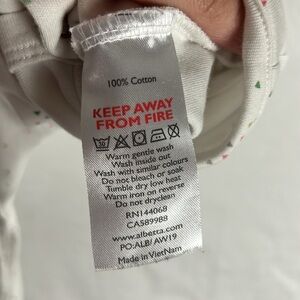 100% Cotton
KEEP AWAY
FROM FIRE
30
Warm gentle wash
Wash inside out
Wash with similar colours
Do not bleach or soak
Tumble dry low heat
Warm iron on reverse
Do not dryclean
RN144068
CA58998B
www.albetta.com
PO:ALB/ AW19
Made in VietNam